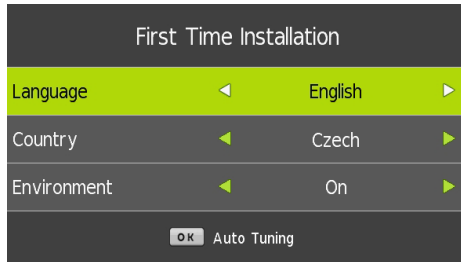 First Time Installation
Language English
Country Czech
Environment On
OK Auto Tuning